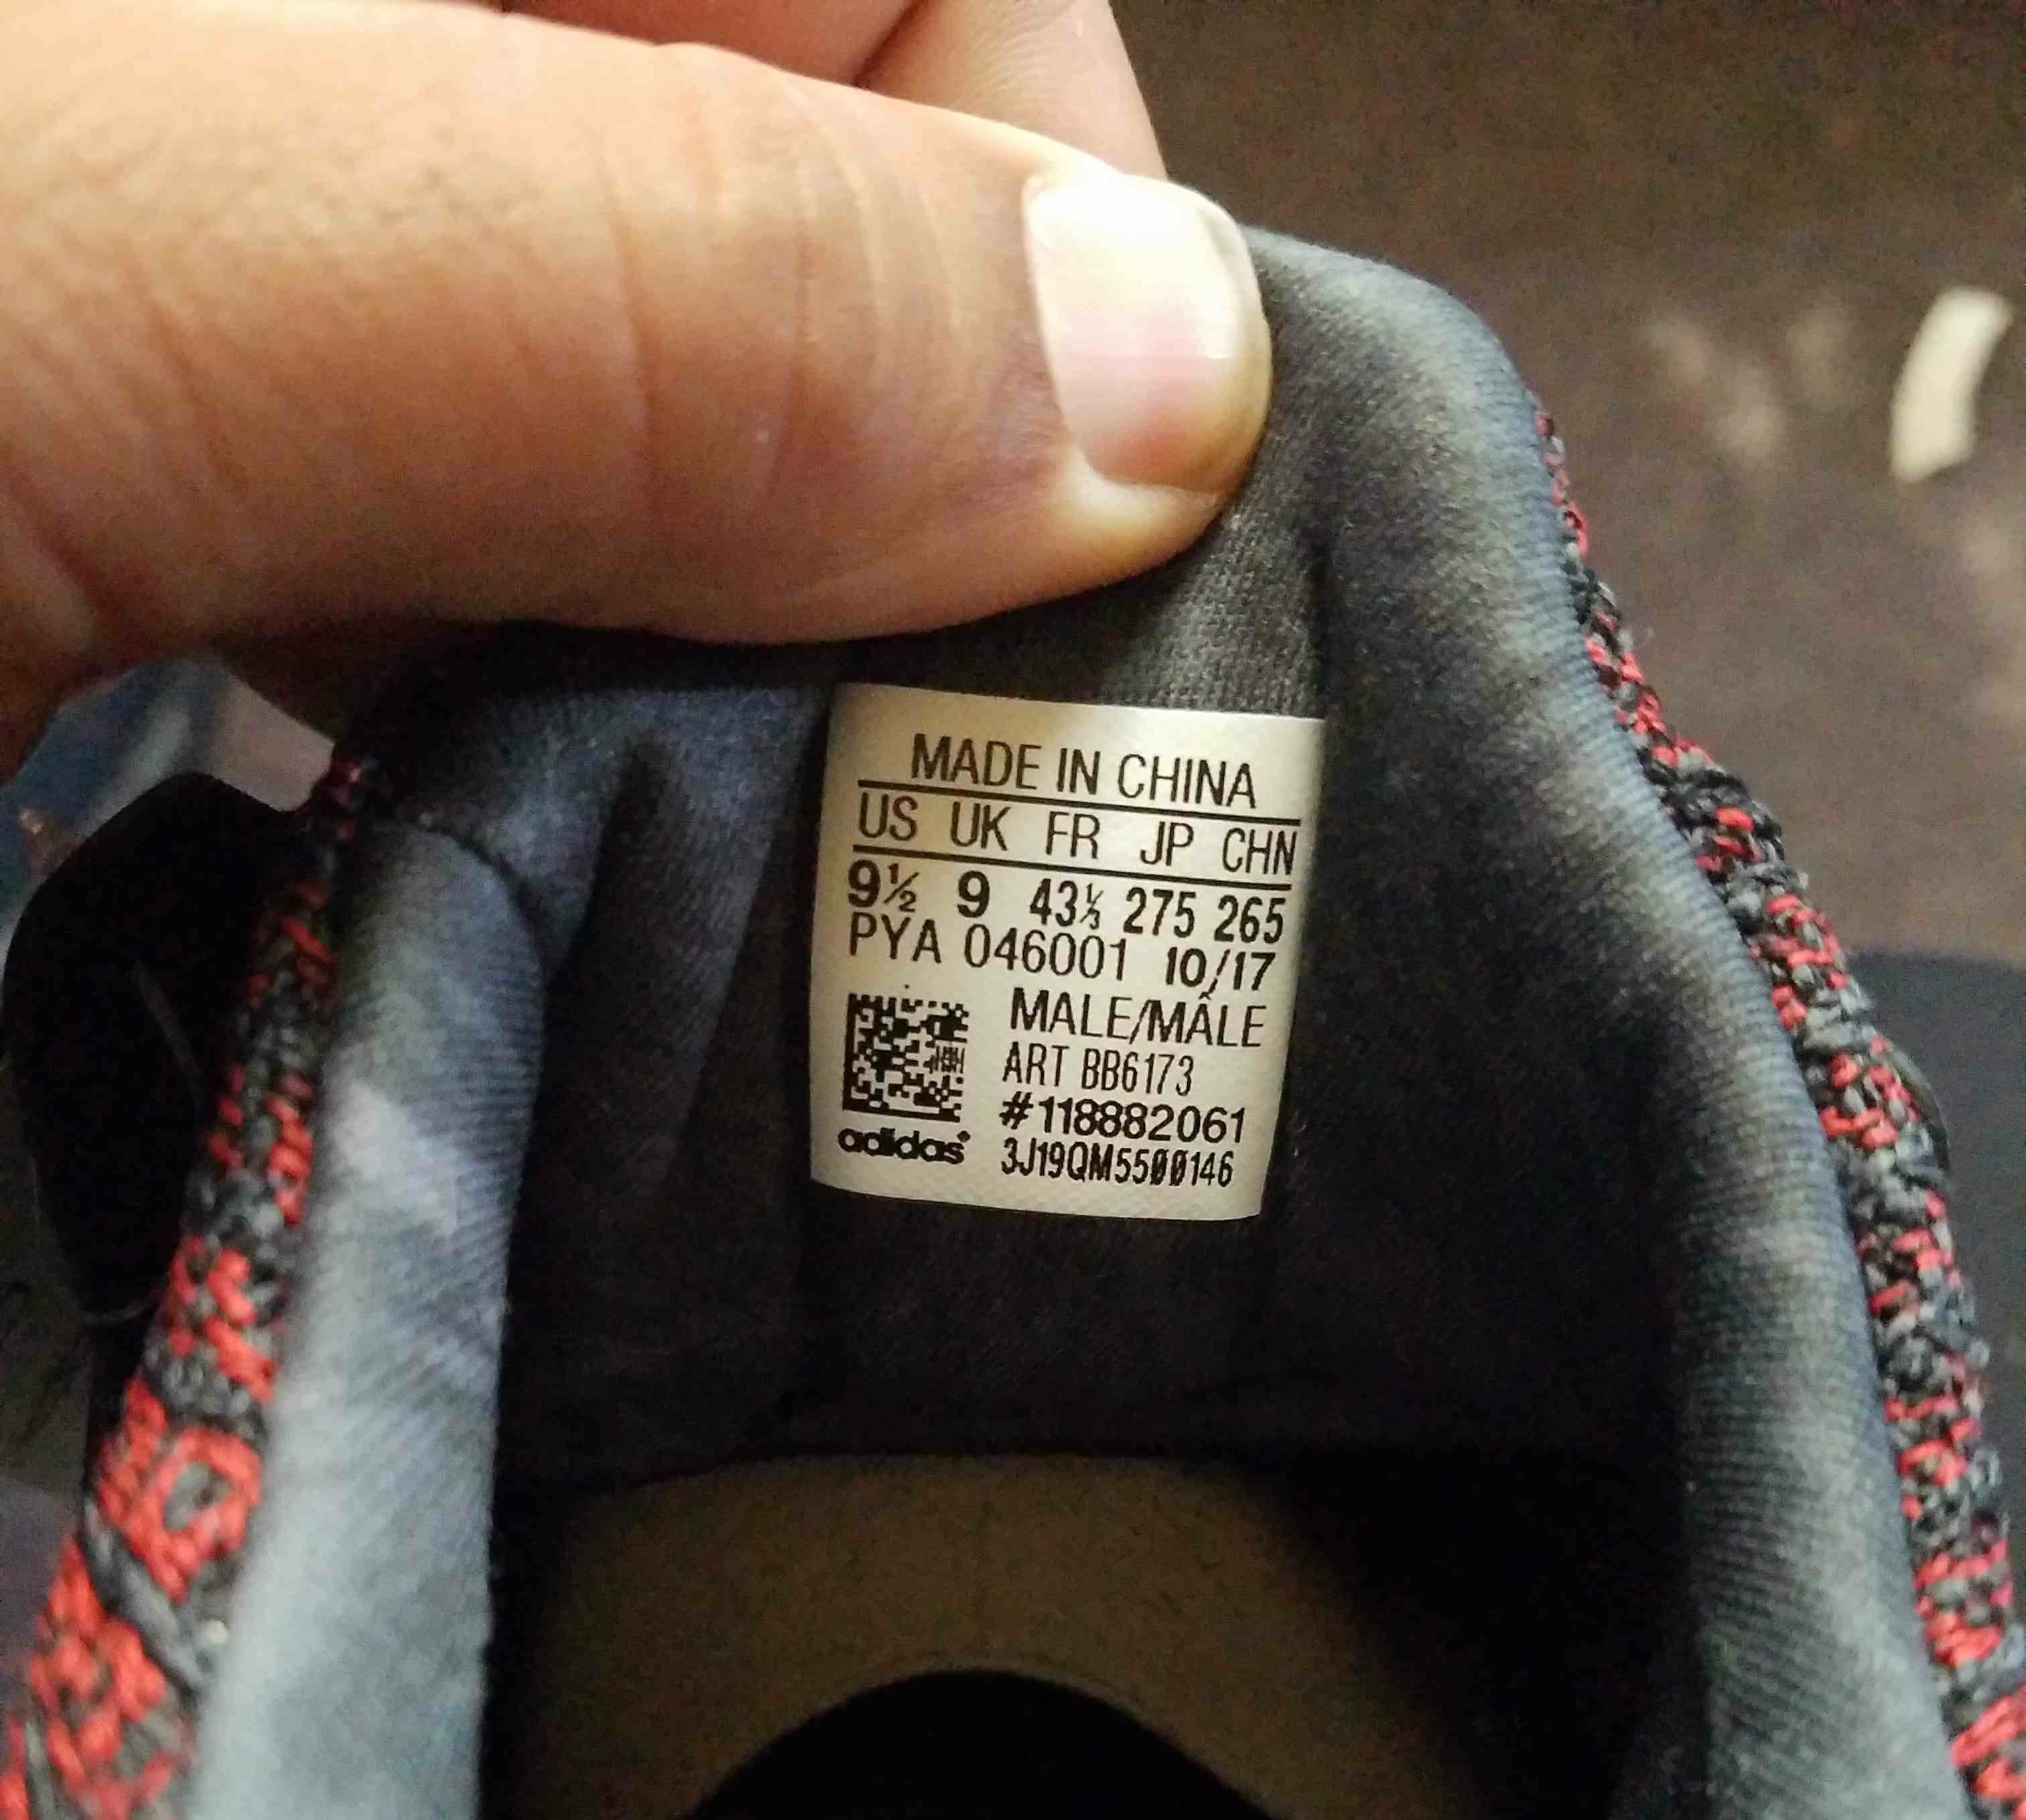 MADE IN CHINA
US UK FR JP CHN
9½ 9 43⅓ 275 265
PYA 046001 10/17
MALE/MÂLE
ART BB6173
#118882061
adidas®
3J19QM5500146